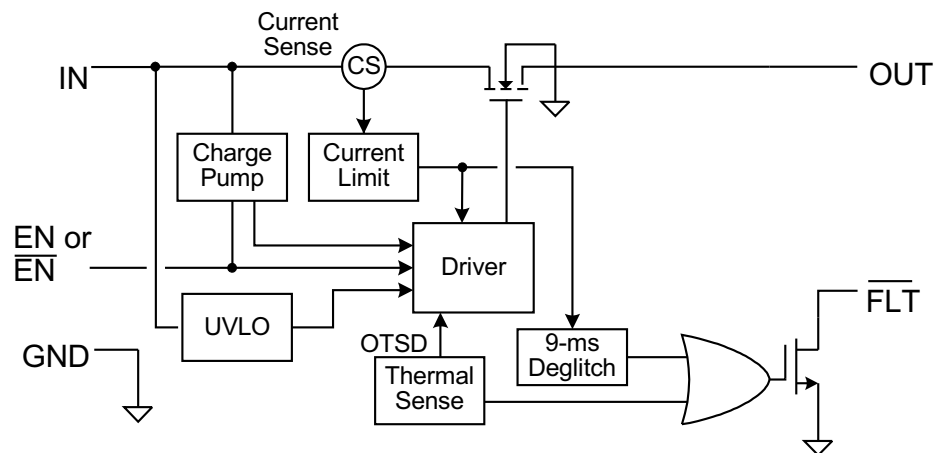 Current
Sense
IN
CS
OUT
Charge
Pump
Current
Limit
EN or
EN
Driver
FLT
UVLO
OTSD
9-ms
Deglitch
GND
Thermal
Sense